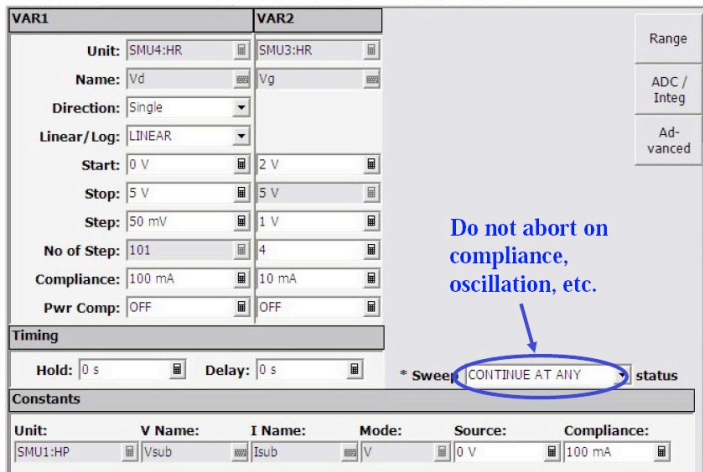 VAR1 VAR2
Unit: SMU4:HR SMU3:HR
Name: Vd Vg
Direction: Single
Linear/Log: LINEAR
Start: 0 V 2 V
Stop: 5 V 5 V
Step: 50 mV 1 V
No of Step: 101 4
Compliance: 100 mA 10 mA
Pwr Comp: OFF OFF
Range
ADC /
Integ
Ad-
vanced
Do not abort on
compliance,
oscillation, etc.
Timing
Hold: 0 s Delay: 0 s
* Sweep CONTINUE AT ANY status
Constants
Unit: V Name: I Name: Mode: Source: Compliance:
SMU1:HP Vsub Isub V 0 V 100 mA